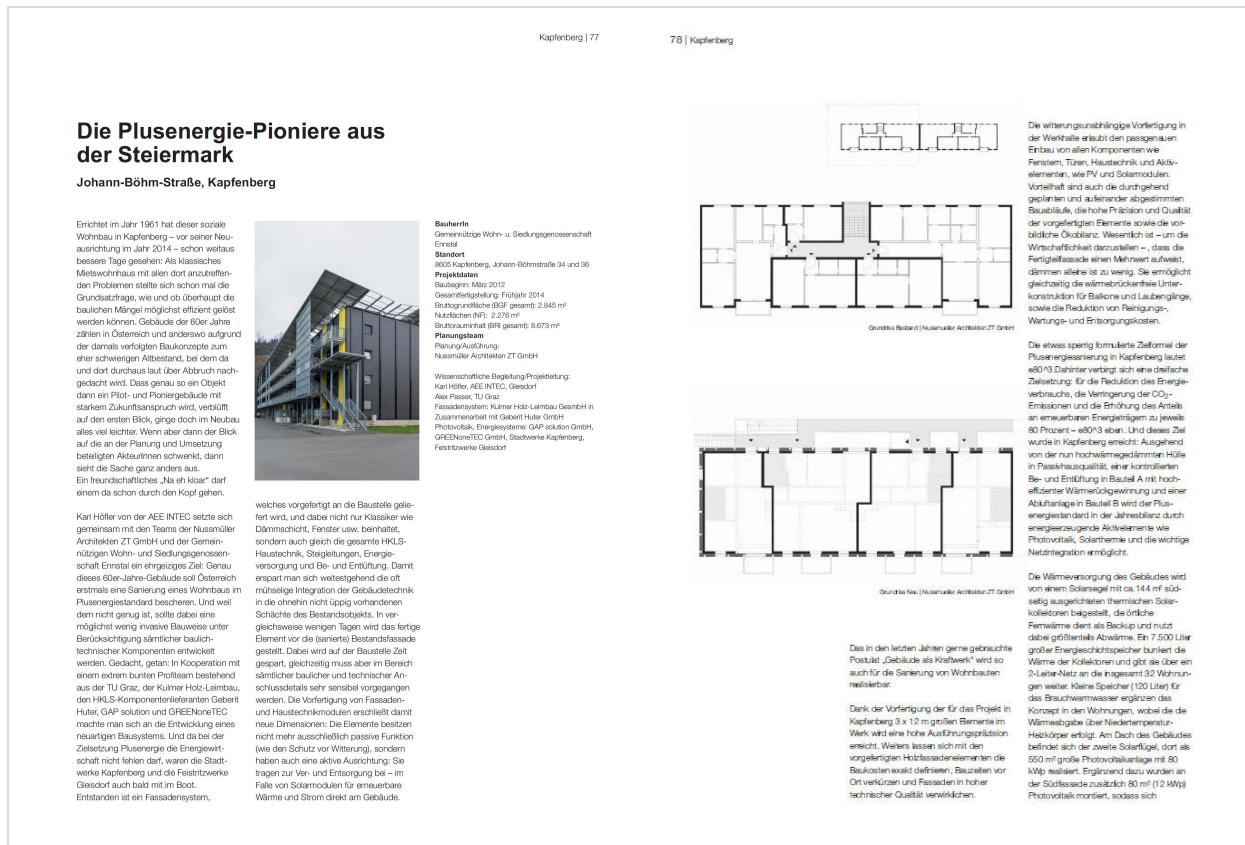 Kapfenberg | 77
Die Plusenergie-Pioniere aus
der Steiermark
Johann-Böhm-Straße, Kapfenberg
Errichtet im Jahr 1961 hat dieser soziale
Wohnbau in Kapfenberg – vor seiner Neu-
ausrichtung im Jahr 2014 – schon weitaus
bessere Tage gesehen: Als klassisches
Mietswohnhaus mit allen dort anzutreffen-
den Problemen stellte sich schon mal die
Grundsatzfrage, wie und ob überhaupt die
baulichen Mängel möglichst effizient gelöst
werden können. Gebäude der 60er Jahre
zählen in Österreich und anderswo aufgrund
der damals verfolgten Baukonzepte zum
eher schwierigen Altbestand, bei dem da
und dort durchaus laut über Abbruch nach-
gedacht wird. Dass genau so ein Objekt
dann ein Pilot- und Pioniergebäude mit
starkem Zukunftsanspruch wird, verblüfft
auf den ersten Blick, ginge doch im Neubau
alles viel leichter. Wenn aber dann der Blick
auf die an der Planung und Umsetzung
beteiligten AkteurInnen schwenkt, dann
sieht die Sache ganz anders aus.
Ein freundschaftliches „Na eh kloar“ darf
einem da schon durch den Kopf gehen.
Karl Höfler von der AEE INTEC setzte sich
gemeinsam mit den Teams der Nussmüller
Architekten ZT GmbH und der Gemein-
nützigen Wohn- und Siedlungsgenossen-
schaft Ennstal ein ehrgeiziges Ziel: Genau
dieses 60er-Jahre-Gebäude soll Österreich
erstmals eine Sanierung eines Wohnbaus im
Plusenergiestandard bescheren. Und weil
dem nicht genug ist, sollte dabei eine
möglichst wenig invasive Bauweise unter
Berücksichtigung sämtlicher baulich-
technischer Komponenten entwickelt
werden. Gedacht, getan: In Kooperation mit
einem extrem bunten Profiteam bestehend
aus der TU Graz, der Kulmer Holz-Leimbau,
den HKLS-Komponentenlieferanten Geberit
Huter, GAP solution und GREENoneTEC
machte man sich an die Entwicklung eines
neuartigen Bausystems. Und da bei der
Zielsetzung Plusenergie die Energiewirt-
schaft nicht fehlen darf, waren die Stadt-
werke Kapfenberg und die Feistritzwerke
Gleisdorf auch bald mit im Boot.
Entstanden ist ein Fassadensystem,
welches vorgefertigt an die Baustelle gelie-
fert wird, und dabei nicht nur Klassiker wie
Dämmschicht, Fenster usw. beinhaltet,
sondern auch gleich die gesamte HKLS-
Haustechnik, Steigleitungen, Energie-
versorgung und Be- und Entlüftung. Damit
erspart man sich weitestgehend die oft
mühselige Integration der Gebäudetechnik
in die ohnehin nicht üppig vorhandenen
Schächte des Bestandsobjekts. In ver-
gleichsweise wenigen Tagen wird das fertige
Element vor die (sanierte) Bestandsfassade
gestellt. Dabei wird auf der Baustelle Zeit
gespart, gleichzeitig muss aber im Bereich
sämtlicher baulicher und technischer An-
schlussdetails sehr sensibel vorgegangen
werden. Die Vorfertigung von Fassaden-
und Haustechnikmodulen erschließt damit
neue Dimensionen: Die Elemente besitzen
nicht mehr ausschließlich passive Funktion
(wie den Schutz vor Witterung), sondern
haben auch eine aktive Ausrichtung: Sie
tragen zur Ver- und Entsorgung bei – im
Falle von Solarmodulen für erneuerbare
Wärme und Strom direkt am Gebäude.
BauherrIn
Gemeinnützige Wohn- u. Siedlungsgenossenschaft
Ennstal
Standort
8605 Kapfenberg, Johann-Böhmstraße 34 und 36
Projektdaten
Baubeginn: März 2012
Gesamtfertigstellung: Frühjahr 2014
Bruttogrundfläche (BGF gesamt): 2.845 m²
Nutzflächen (NF): 2.276 m²
Bruttorauminhalt (BRI gesamt): 8.673 m³
Planungsteam
Planung/Ausführung:
Nussmüller Architekten ZT GmbH
Wissenschaftliche Begleitung/Projektleitung:
Karl Höfler, AEE INTEC, Gleisdorf
Alex Passer, TU Graz
Fassadensystem: Kulmer Holz-Leimbau GesmbH in
Zusammenarbeit mit Geberit Huter GmbH
Photovoltaik, Energiesysteme: GAP solution GmbH,
GREENoneTEC GmbH, Stadtwerke Kapfenberg,
Feistritzwerke Gleisdorf
78 | Kapfenberg
Grundriss Bestand | Nussmueller Architekten ZT GmbH
Grundriss Neu | Nussmueller Architekten ZT GmbH
Das in den letzten Jahren gerne gebrauchte
Postulat „Gebäude als Kraftwerk“ wird so
auch für die Sanierung von Wohnbauten
realisierbar.
Dank der Vorfertigung der für das Projekt in
Kapfenberg 3 x 12 m großen Elemente im
Werk wird eine hohe Ausführungspräzision
erreicht. Weiters lassen sich mit den
vorgefertigten Holzfassadenelementen die
Baukosten exakt definieren, Bauzeiten vor
Ort verkürzen und Fassaden in hoher
technischer Qualität verwirklichen.
Die witterungsunabhängige Vorfertigung in
der Werkhalle erlaubt den passgenauen
Einbau von allen Komponenten wie
Fenstern, Türen, Haustechnik und Aktiv-
elementen, wie PV und Solarmodulen.
Vorteilhaft sind auch die durchgehend
geplanten und aufeinander abgestimmten
Bauabläufe, die hohe Präzision und Qualität
der vorgefertigten Elemente sowie die vor-
bildliche Ökobilanz. Wesentlich ist – um die
Wirtschaftlichkeit darzustellen – , dass die
Fertigteilfassade einen Mehrwert aufweist,
dämmen alleine ist zu wenig. Sie ermöglicht
gleichzeitig die wärmebrückenfreie Unter-
konstruktion für Balkone und Laubengänge,
sowie die Reduktion von Reinigungs-,
Wartungs- und Entsorgungskosten.
Die etwas sperrig formulierte Zielformel der
Plusenergiesanierung in Kapfenberg lautet
e80^3.Dahinter verbirgt sich eine dreifache
Zielsetzung: für die Reduktion des Energie-
verbrauchs, die Verringerung der CO₂-
Emissionen und die Erhöhung des Anteils
an erneuerbaren Energieträgern zu jeweils
80 Prozent – e80^3 eben. Und dieses Ziel
wurde in Kapfenberg erreicht: Ausgehend
von der nun hochwärmegedämmten Hülle
in Passivhausqualität, einer kontrollierten
Be- und Entlüftung in Bauteil A mit hoch-
effizienter Wärmerückgewinnung und einer
Abluftanlage in Bauteil B wird der Plus-
energiestandard in der Jahresbilanz durch
energieerzeugende Aktivelemente wie
Photovoltaik, Solarthermie und die wichtige
Netzintegration ermöglicht.
Die Wärmeversorgung des Gebäudes wird
von einem Solarsegel mit ca.144 m² süd-
seitig ausgerichteten thermischen Solar-
kollektoren beigestellt, die örtliche
Fernwärme dient als Backup und nutzt
dabei größtenteils Abwärme. Ein 7.500 Liter
großer Energieschichtspeicher bunkert die
Wärme der Kollektoren und gibt sie über ein
2-Leiter-Netz an die insgesamt 32 Wohnun-
gen weiter. Kleine Speicher (120 Liter) für
das Brauchwarmwasser ergänzen das
Konzept in den Wohnungen, wobei die die
Wärmeabgabe über Niedertemperatur-
Heizkörper erfolgt. Am Dach des Gebäudes
befindet sich der zweite Solarflügel, dort als
550 m² große Photovoltaikanlage mit 80
kWp realisiert. Ergänzend dazu wurden an
der Südfassade zusätzlich 80 m² (12 kWp)
Photovoltaik montiert, sodass sich